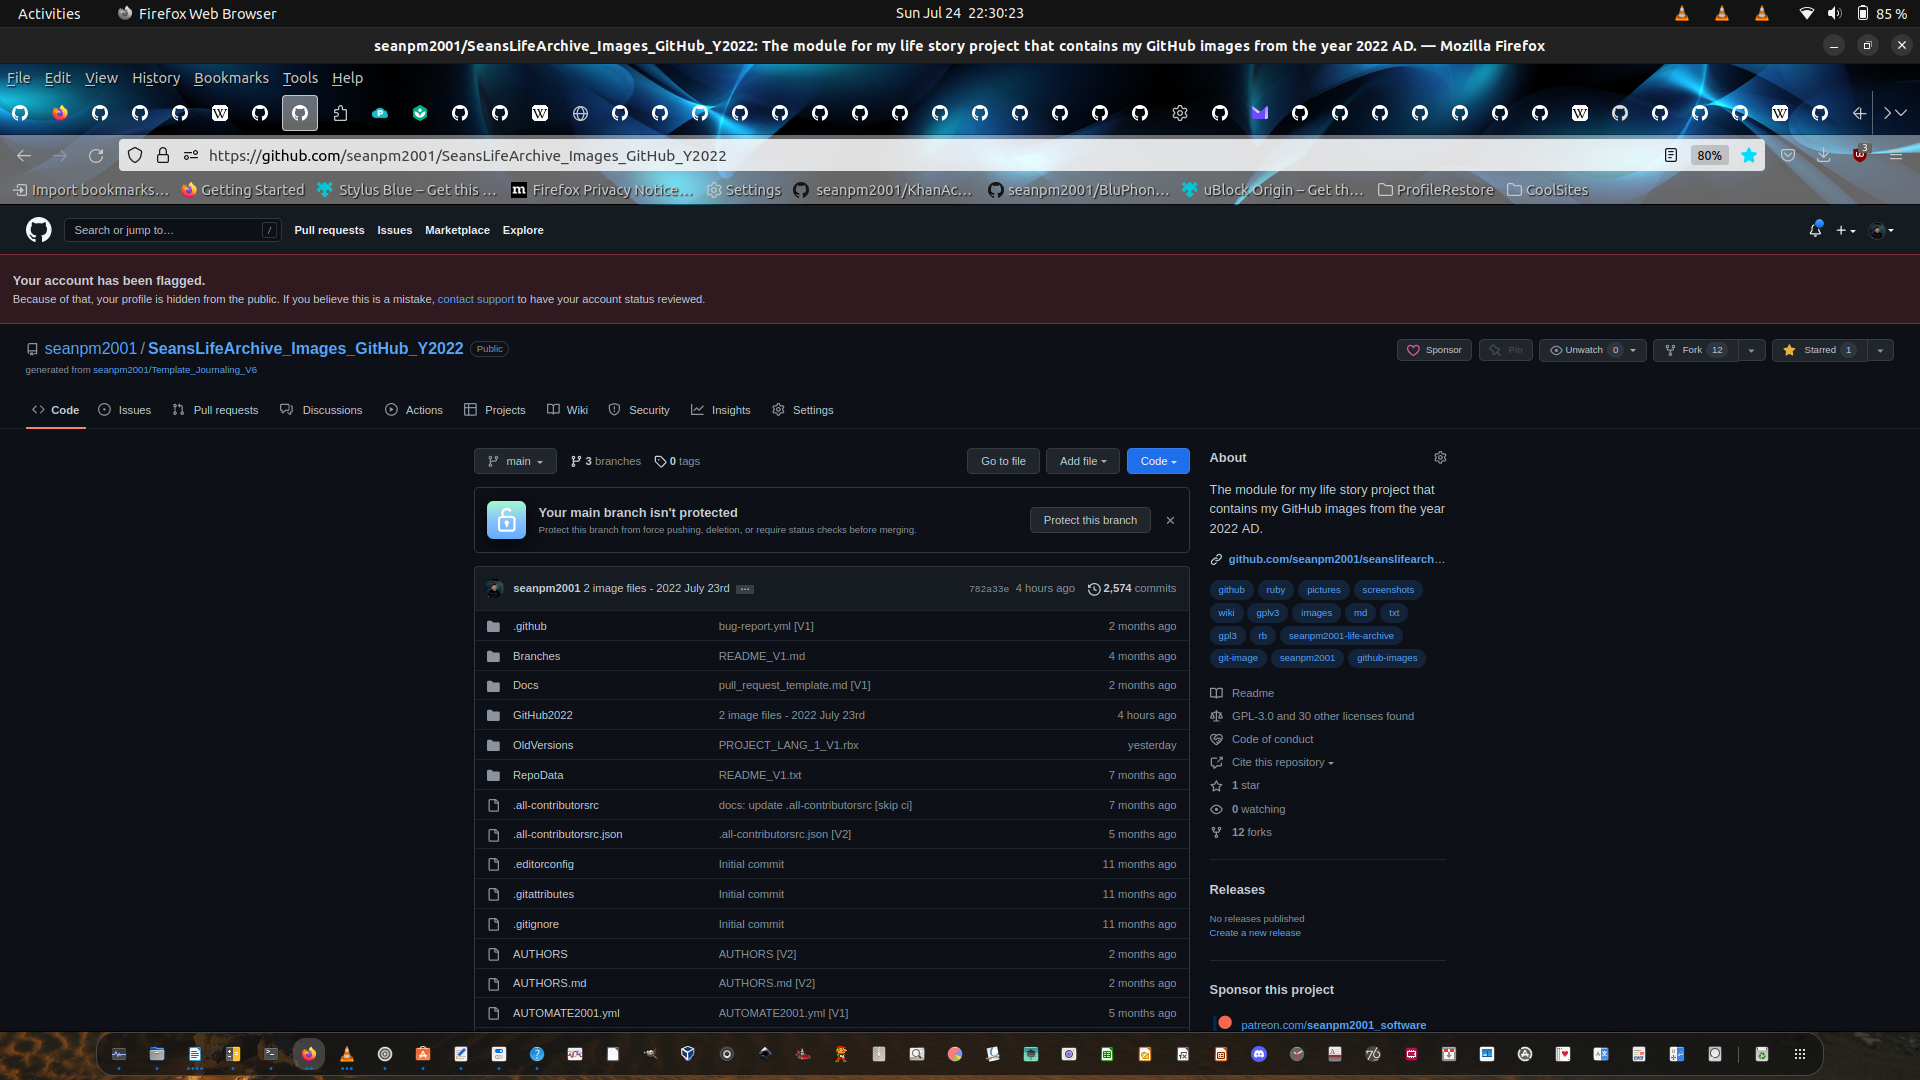 Activities
Firefox Web Browser
Sun Jul 24 22:30:23
85 %
seanpm2001/SeansLifeArchive_Images_GitHub_Y2022: The module for my life story project that contains my GitHub images from the year 2022 AD. — Mozilla Firefox
File Edit View History Bookmarks Tools Help
https://github.com/seanpm2001/SeansLifeArchive_Images_GitHub_Y2022
80%
3
Import bookmarks… Getting Started Stylus Blue – Get this … Firefox Privacy Notice… Settings seanpm2001/KhanAc… seanpm2001/BluPhon… uBlock Origin – Get th… ProfileRestore CoolSites
Search or jump to… /
Pull requests Issues Marketplace Explore
Your account has been flagged.
Because of that, your profile is hidden from the public. If you believe this is a mistake, contact support to have your account status reviewed.
seanpm2001 / SeansLifeArchive_Images_GitHub_Y2022 Public
Sponsor Pin Unwatch 0 Fork 12 Starred 1
generated from seanpm2001/Template_Journaling_V6
Code Issues Pull requests Discussions Actions Projects Wiki Security Insights Settings
main 3 branches 0 tags Go to file Add file Code
Your main branch isn't protected
Protect this branch from force pushing, deletion, or require status checks before merging.
Protect this branch
seanpm2001 2 image files - 2022 July 23rd … 782a33e 4 hours ago 2,574 commits
.github bug-report.yml [V1] 2 months ago
Branches README_V1.md 4 months ago
Docs pull_request_template.md [V1] 2 months ago
GitHub2022 2 image files - 2022 July 23rd 4 hours ago
OldVersions PROJECT_LANG_1_V1.rbx yesterday
RepoData README_V1.txt 7 months ago
.all-contributorsrc docs: update .all-contributorsrc [skip ci] 7 months ago
.all-contributorsrc.json .all-contributorsrc.json [V2] 5 months ago
.editorconfig Initial commit 11 months ago
.gitattributes Initial commit 11 months ago
.gitignore Initial commit 11 months ago
AUTHORS AUTHORS [V2] 2 months ago
AUTHORS.md AUTHORS.md [V2] 2 months ago
AUTOMATE2001.yml AUTOMATE2001.yml [V1] 5 months ago
About
The module for my life story project that
contains my GitHub images from the year
2022 AD.
github.com/seanpm2001/seanslifearch…
github ruby pictures screenshots
wiki gplv3 images md txt
gpl3 rb seanpm2001-life-archive
git-image seanpm2001 github-images
Readme
GPL-3.0 and 30 other licenses found
Code of conduct
Cite this repository
1 star
0 watching
12 forks
Releases
No releases published
Create a new release
Sponsor this project
patreon.com/seanpm2001_software